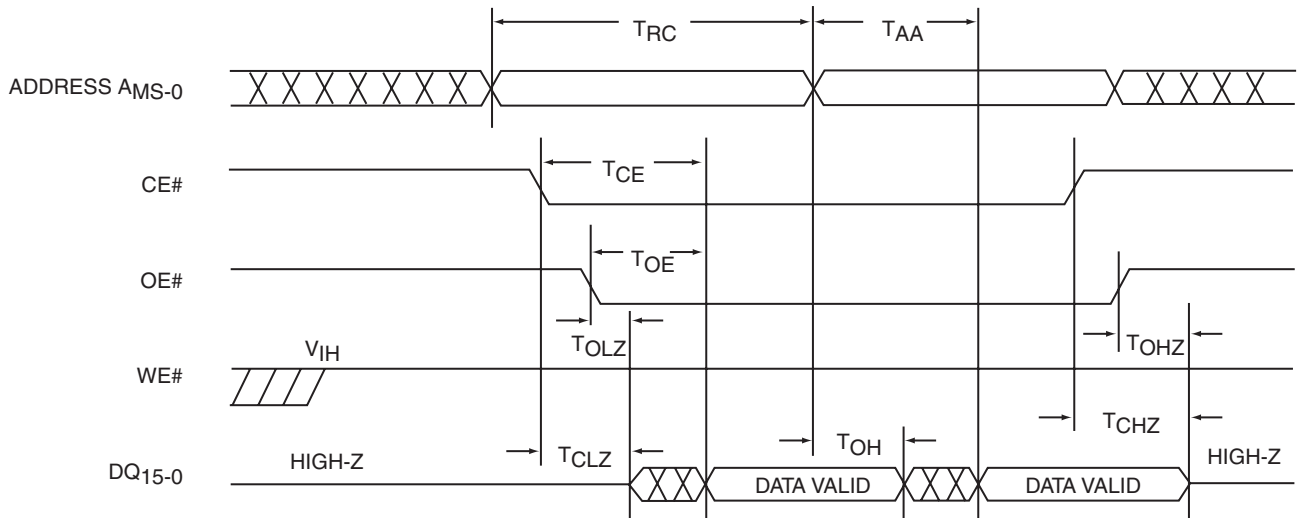 TRC
TAA
ADDRESS AMS-0
TCE
CE#
TOE
OE#
TOLZ
TOHZ
VIH
WE#
TCHZ
TCLZ
TOH
HIGH-Z
HIGH-Z
DQ15-0
DATA VALID
DATA VALID